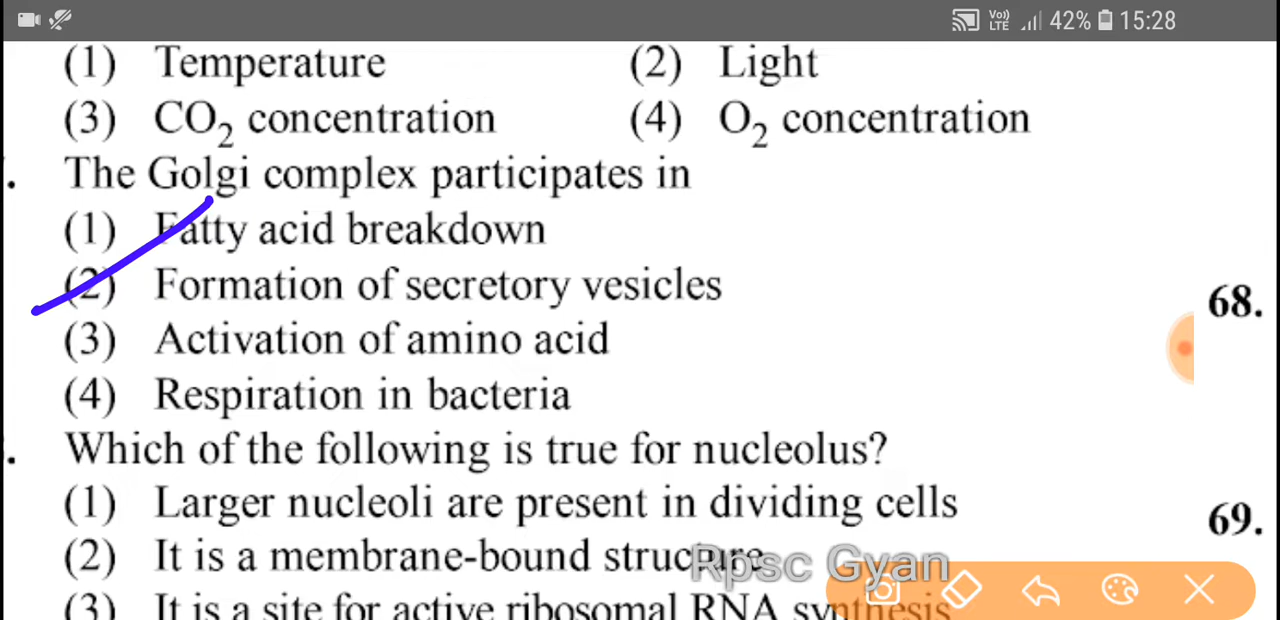 42% 15:28
(1) Temperature (2) Light
(3) CO₂ concentration (4) O₂ concentration
. The Golgi complex participates in
(1) Fatty acid breakdown
(2) Formation of secretory vesicles
68.
(3) Activation of amino acid
(4) Respiration in bacteria
. Which of the following is true for nucleolus?
(1) Larger nucleoli are present in dividing cells
69.
(2) It is a membrane-bound structure
Rpsc Gyan
(3) It is a site for active ribosomal RNA synthesis